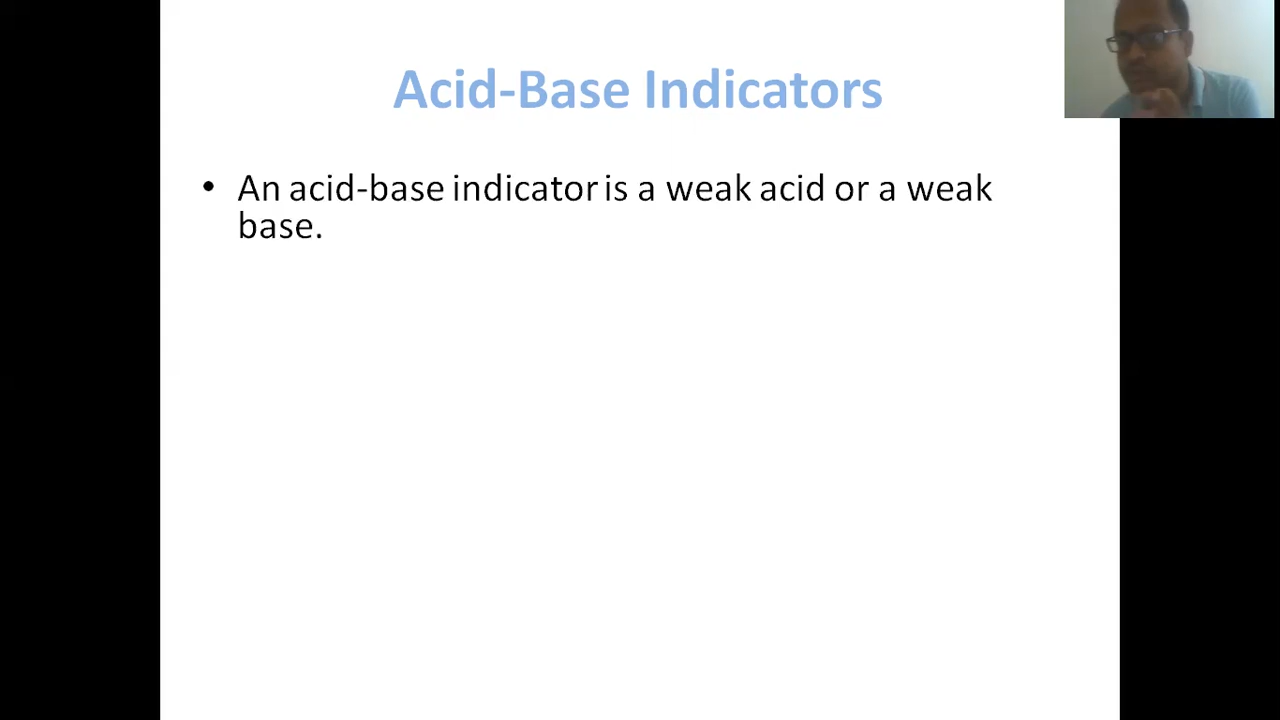 Acid-Base Indicators
• An acid-base indicator is a weak acid or a weak
base.